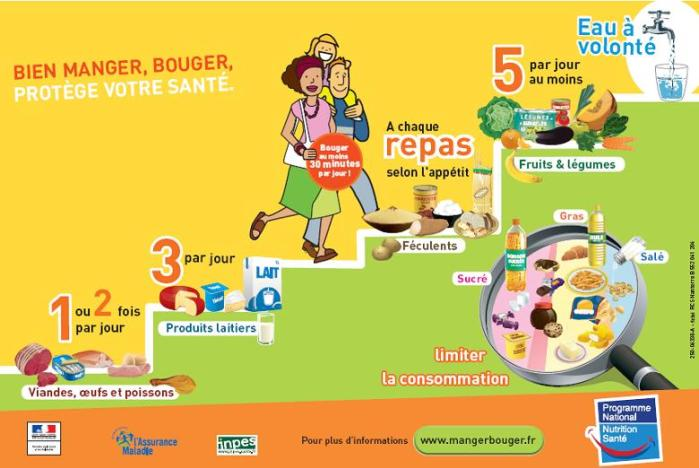 BIEN MANGER, BOUGER,
PROTÈGE VOTRE SANTÉ.
Eau à
volonté
5 par jour
au moins
LÉGUMES
Fruits & légumes
A chaque
repas
selon l'appétit
Féculents
Bouger
au moins
30 minutes
par jour !
3 par jour
LAIT
Produits laitiers
1 ou 2 fois
par jour
Viandes, œufs et poissons
Gras
HUILE
Salé
Sucré
limiter
la consommation
l'Assurance
Maladie
inpes
Pour plus d'informations
www.mangerbouger.fr
Programme
National
Nutrition
Santé